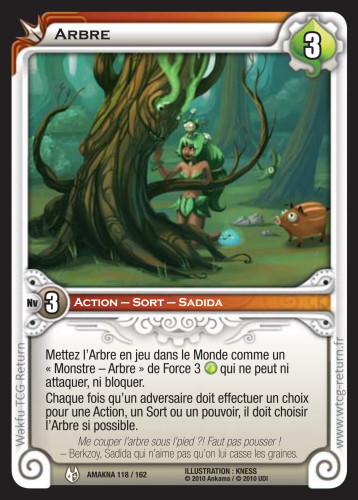 Arbre
3
Nv 3
Action – Sort – Sadida
Mettez l'Arbre en jeu dans le Monde comme un
« Monstre – Arbre » de Force 3 qui ne peut ni
attaquer, ni bloquer.
Chaque fois qu'un adversaire doit effectuer un choix
pour une Action, un Sort ou un pouvoir, il doit choisir
l'Arbre si possible.
Me couper l'arbre sous l'pied ?! Faut pas pousser !
– Berkzoy, Sadida qui n'aime pas qu'on lui casse les graines.
AMAKNA 118 / 162
ILLUSTRATION : KNESS
© 2010 Ankama / © 2010 UDI
Wakfu TCG Return
www.wtcg-return.fr